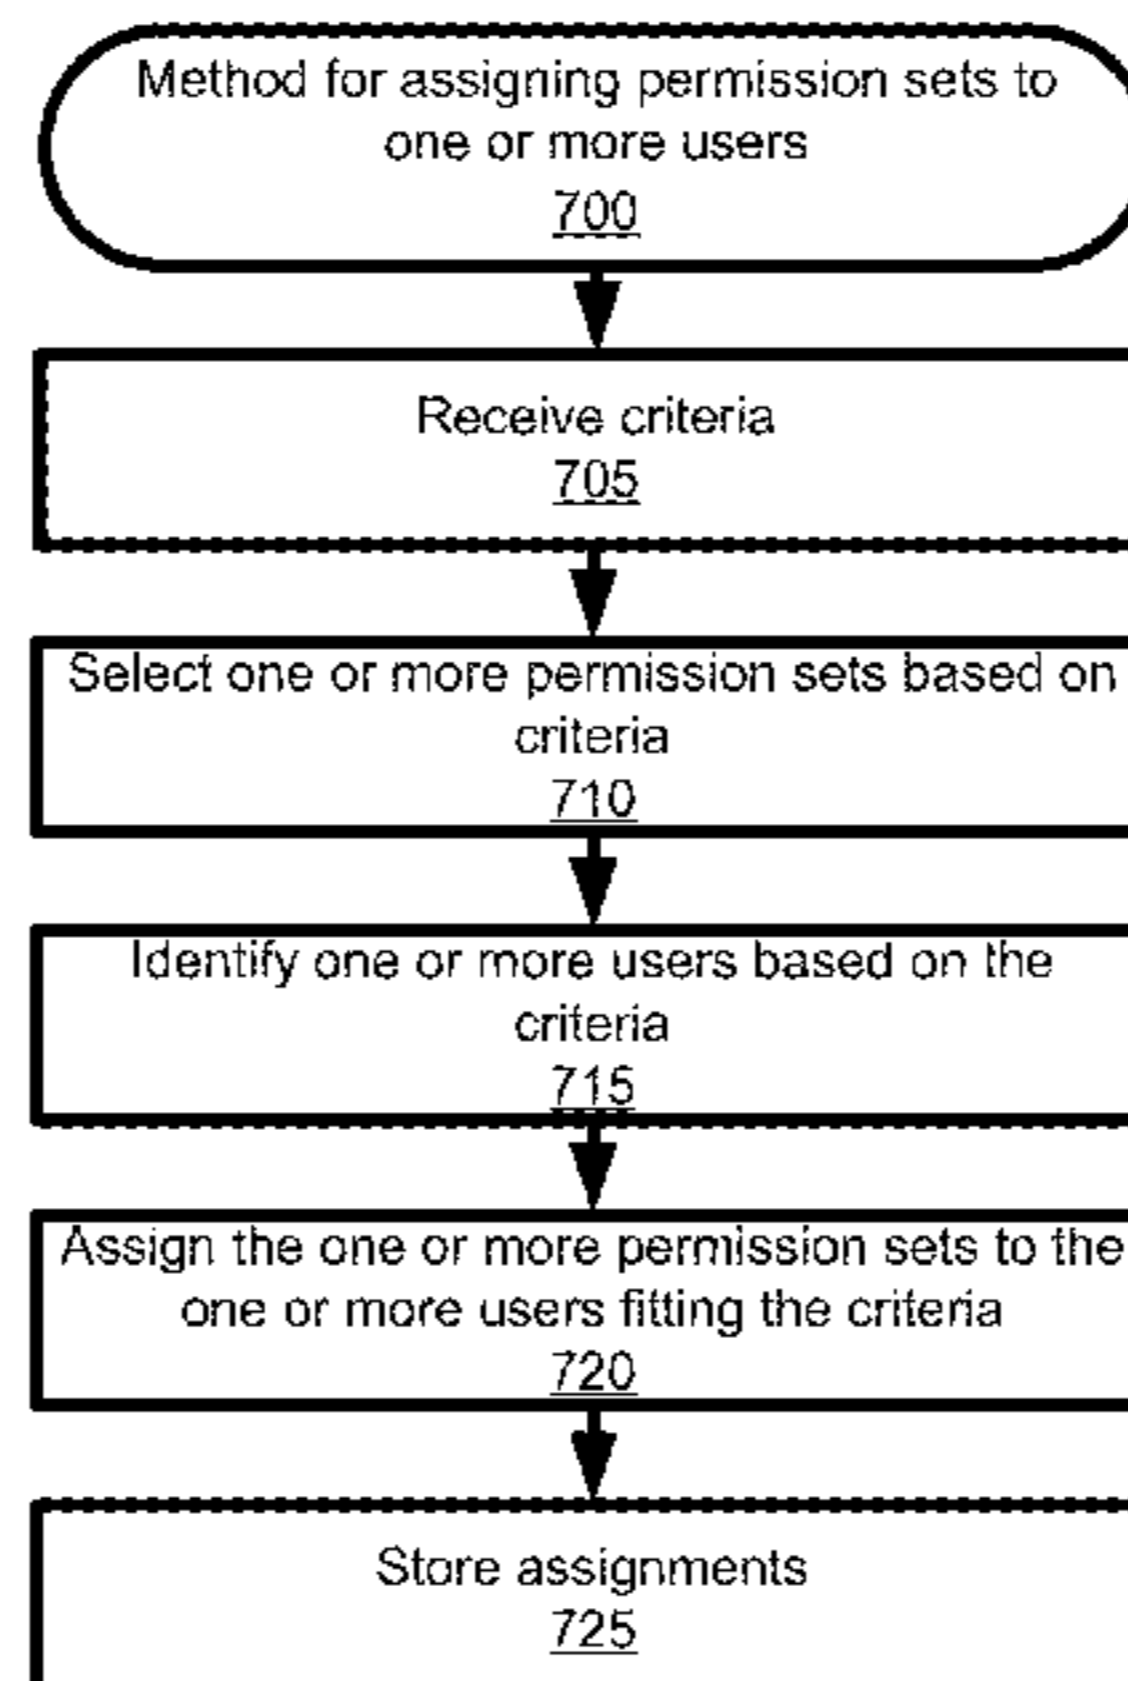 Method for assigning permission sets to
one or more users
700
Receive criteria
705
Select one or more permission sets based on
criteria
710
Identify one or more users based on the
criteria
715
Assign the one or more permission sets to the
one or more users fitting the criteria
720
Store assignments
725